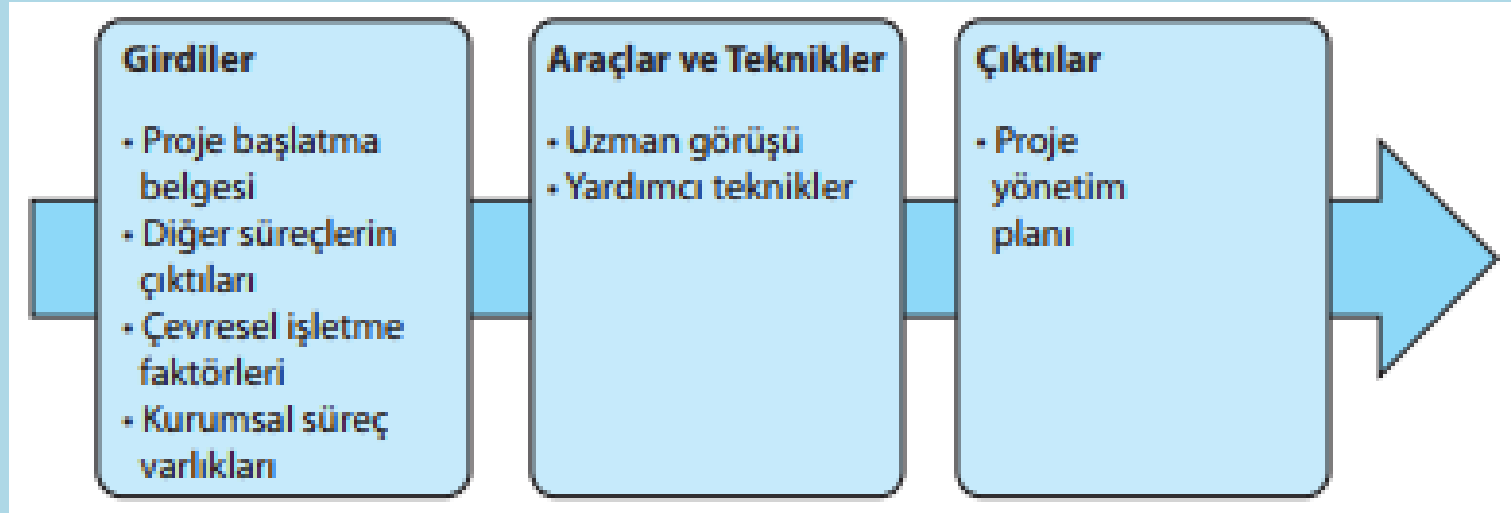 Girdiler
• Proje başlatma
belgesi
• Diğer süreçlerin
çıktıları
• Çevresel işletme
faktörleri
• Kurumsal süreç
varlıkları
Araçlar ve Teknikler
• Uzman görüşü
• Yardımcı teknikler
Çıktılar
• Proje
yönetim
planı